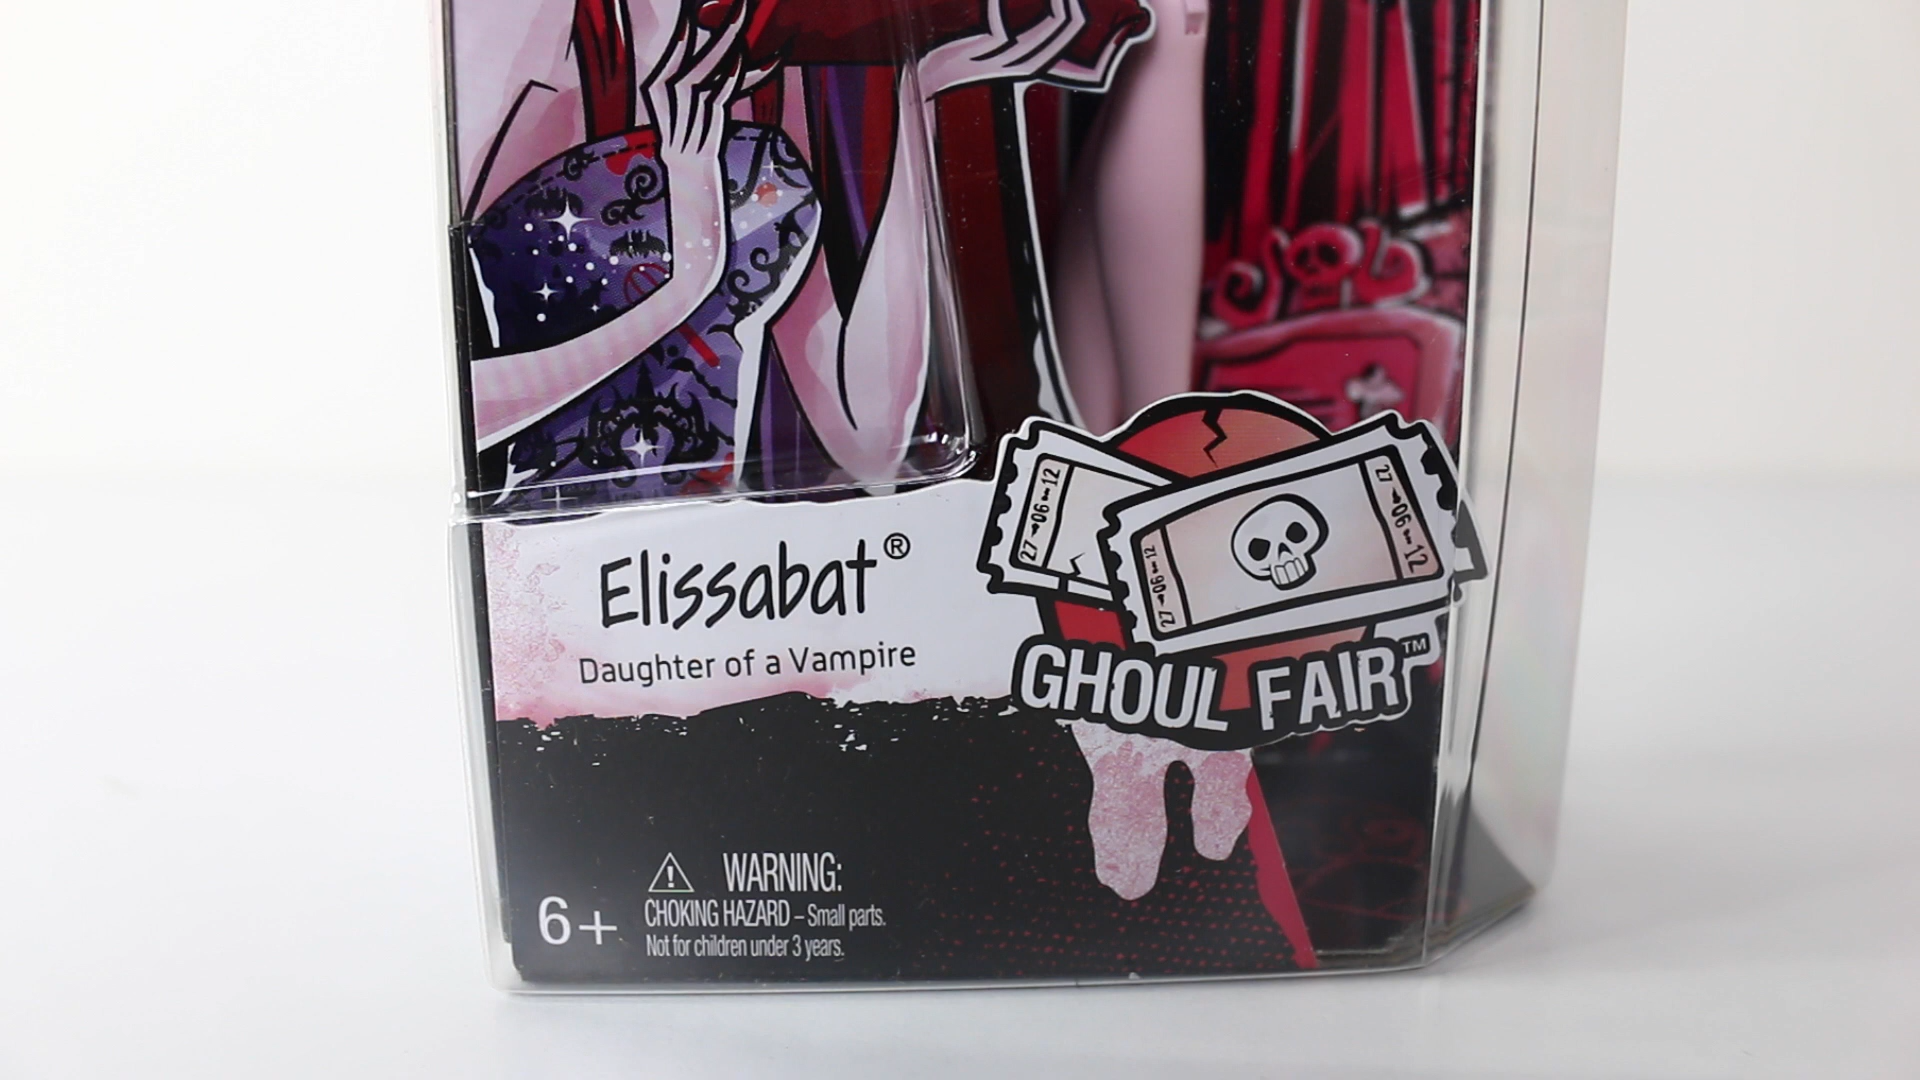 27-06-12
27-06-12
27-06-12
Elissabat®
Daughter of a Vampire
GHOUL FAIR™
WARNING:
CHOKING HAZARD – Small parts.
Not for children under 3 years.
6+